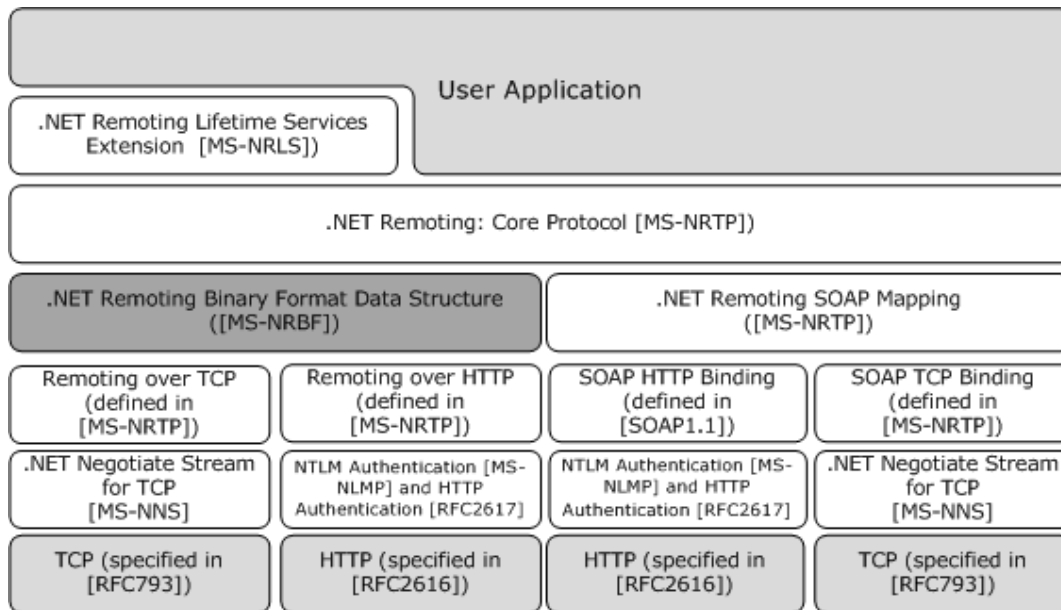 User Application
.NET Remoting Lifetime Services
Extension [MS-NRLS])
.NET Remoting: Core Protocol [MS-NRTP])
.NET Remoting Binary Format Data Structure
([MS-NRBF])
.NET Remoting SOAP Mapping
([MS-NRTP])
Remoting over TCP
(defined in
[MS-NRTP])
Remoting over HTTP
(defined in
[MS-NRTP])
SOAP HTTP Binding
(defined in
[SOAP1.1])
SOAP TCP Binding
(defined in
[MS-NRTP])
.NET Negotiate Stream
for TCP
[MS-NNS]
NTLM Authentication [MS-
NLMP] and HTTP
Authentication [RFC2617]
NTLM Authentication [MS-
NLMP] and HTTP
Authentication [RFC2617]
.NET Negotiate Stream
for TCP
[MS-NNS]
TCP (specified in
[RFC793])
HTTP (specified in
[RFC2616])
HTTP (specified in
[RFC2616])
TCP (specified in
[RFC793])